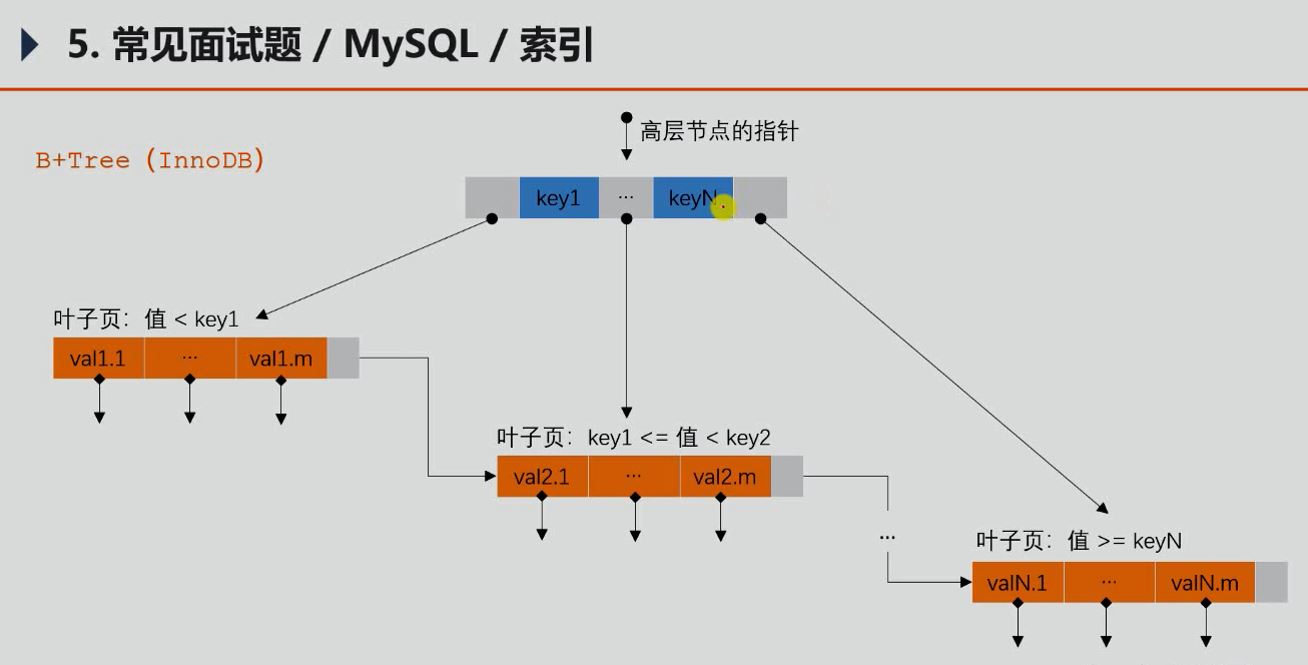 5. 常见面试题 / MySQL / 索引
高层节点的指针
B+Tree (InnoDB)
key1 ... keyN
叶子页：值 < key1
val1.1 ... val1.m
叶子页：key1 <= 值 < key2
val2.1 ... val2.m
...
叶子页：值 >= keyN
valN.1 ... valN.m